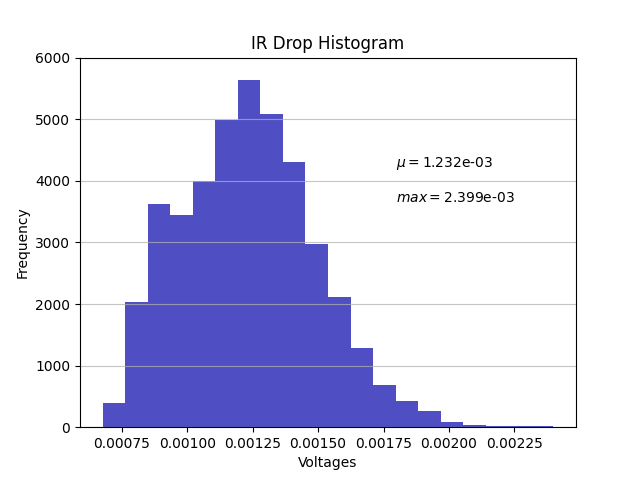 IR Drop Histogram
6000
5000
4000
3000
2000
1000
0
Frequency
μ = 1.232e-03
max = 2.399e-03
0.00075 0.00100 0.00125 0.00150 0.00175 0.00200 0.00225
Voltages